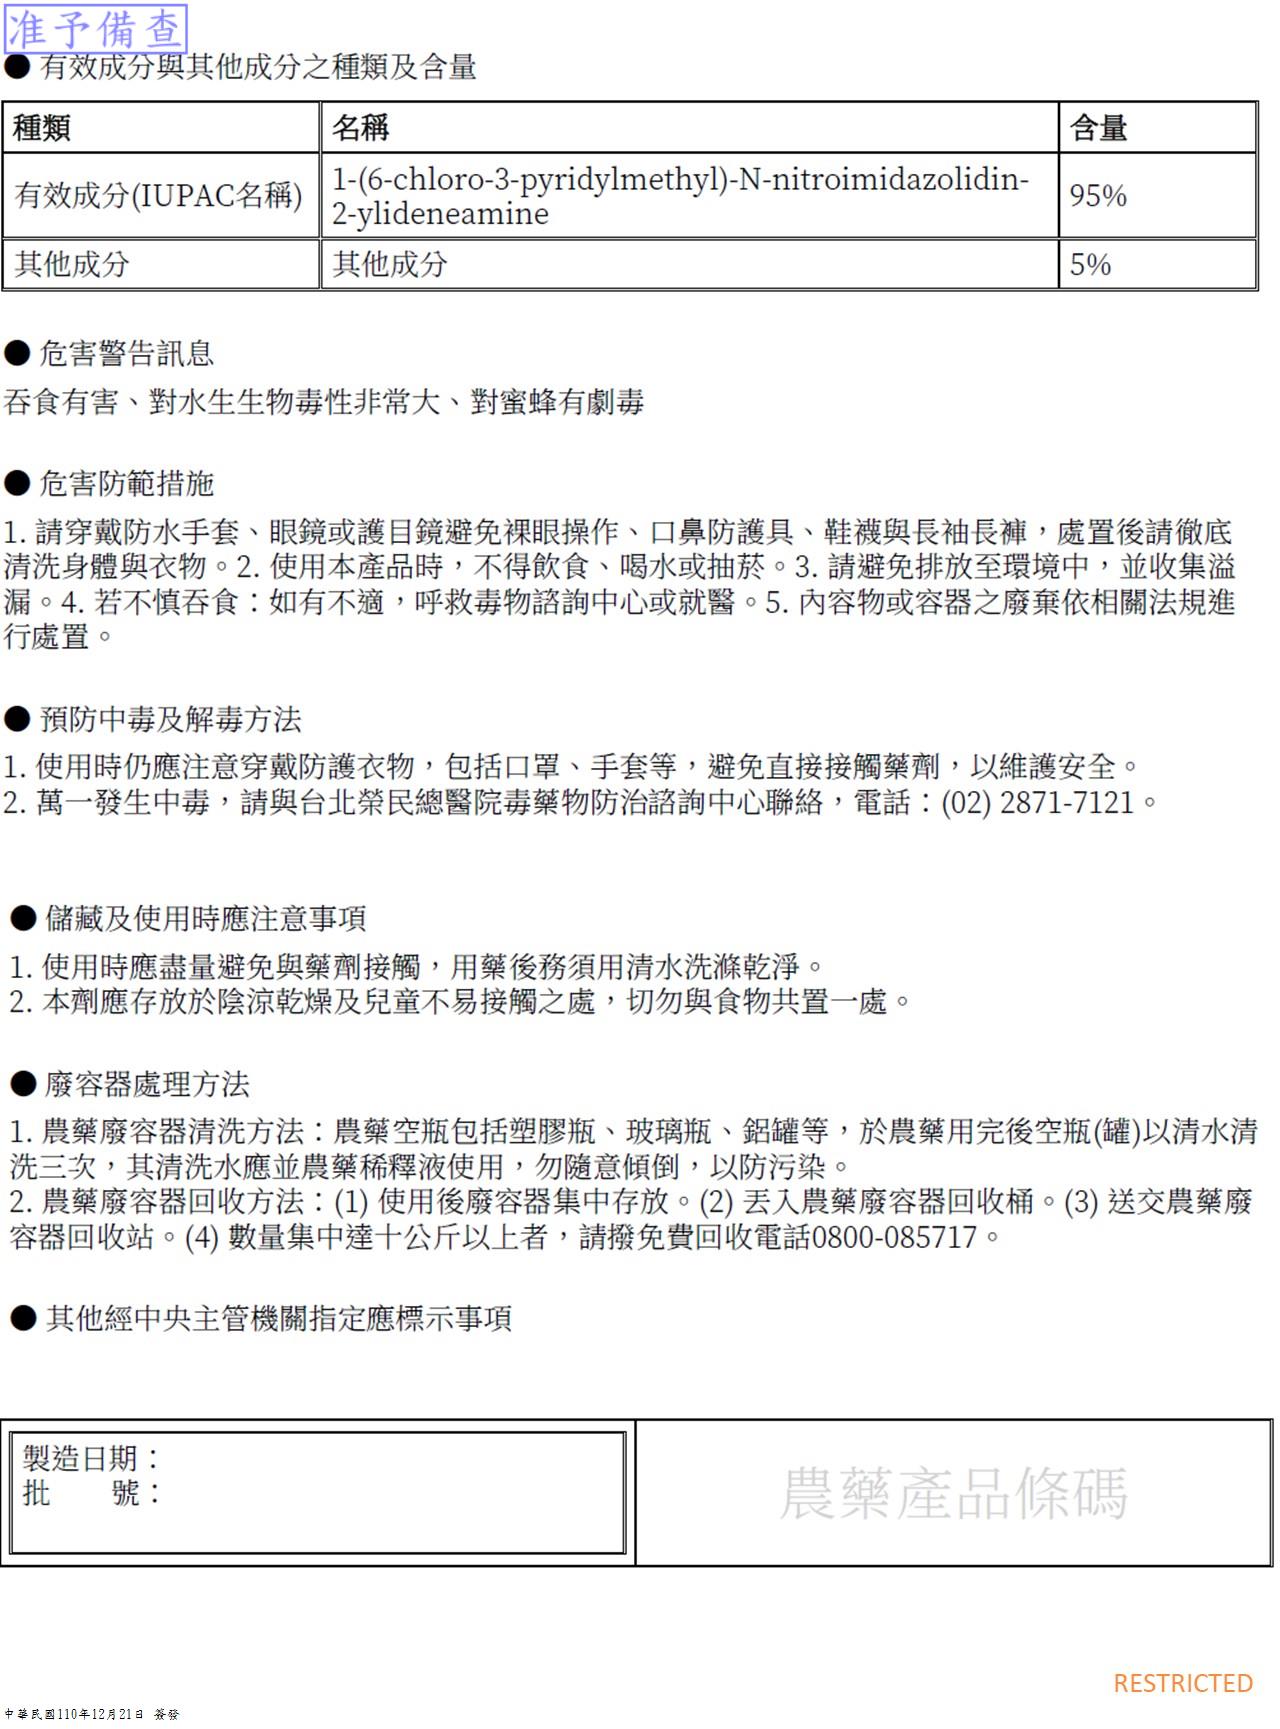 准予備查
● 有效成分與其他成分之種類及含量
種類 名稱 含量
有效成分(IUPAC名稱) 1-(6-chloro-3-pyridylmethyl)-N-nitroimidazolidin-
2-ylideneamine 95%
其他成分 其他成分 5%
● 危害警告訊息
吞食有害、對水生生物毒性非常大、對蜜蜂有劇毒
● 危害防範措施
1. 請穿戴防水手套、眼鏡或護目鏡避免裸眼操作、口鼻防護具、鞋襪與長袖長褲，處置後請徹底
清洗身體與衣物。2. 使用本產品時，不得飲食、喝水或抽菸。3. 請避免排放至環境中，並收集溢
漏。4. 若不慎吞食：如有不適，呼救毒物諮詢中心或就醫。5. 內容物或容器之廢棄依相關法規進
行處置。
● 預防中毒及解毒方法
1. 使用時仍應注意穿戴防護衣物，包括口罩、手套等，避免直接接觸藥劑，以維護安全。
2. 萬一發生中毒，請與台北榮民總醫院毒藥物防治諮詢中心聯絡，電話：(02) 2871-7121。
● 儲藏及使用時應注意事項
1. 使用時應盡量避免與藥劑接觸，用藥後務須用清水洗滌乾淨。
2. 本劑應存放於陰涼乾燥及兒童不易接觸之處，切勿與食物共置一處。
● 廢容器處理方法
1. 農藥廢容器清洗方法：農藥空瓶包括塑膠瓶、玻璃瓶、鋁罐等，於農藥用完後空瓶(罐)以清水清
洗三次，其清洗水應並農藥稀釋液使用，勿隨意傾倒，以防污染。
2. 農藥廢容器回收方法：(1) 使用後廢容器集中存放。(2) 丟入農藥廢容器回收桶。(3) 送交農藥廢
容器回收站。(4) 數量集中達十公斤以上者，請撥免費回收電話0800-085717。
● 其他經中央主管機關指定應標示事項
製造日期：
批　　號：
農藥產品條碼
RESTRICTED
中華民國110年12月21日 簽發